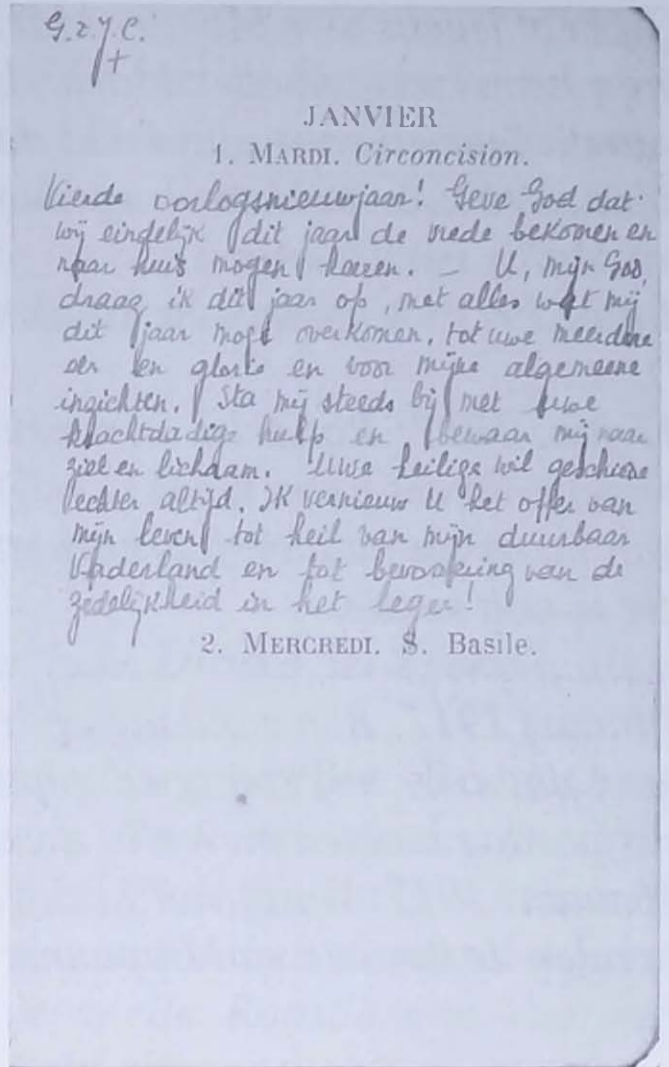 G. z. J. C.
+
JANVIER
1. MARDI. Circoncision.
Vierde oorlogsnieuwjaar! Geve God dat
wij eindelijk dit jaar de vrede bekomen en
naar huis mogen keeren. – U, mijn God,
draag ik dit jaar op, met alles wat mij
dit jaar moge overkomen, tot uwe meerdere
eer en glorie en voor mijne algemeene
inzichten. Sta mij steeds bij met uwe
krachtdadige hulp en bewaar mij naar
ziel en lichaam. Uwe heilige wil geschiede
echter altijd. Ik vernieuw U het offer van
mijn leven tot heil van mijn duurbaar
Vaderland en tot bevordering van de
zedelijkheid in het leger!
2. MERCREDI. S. Basile.